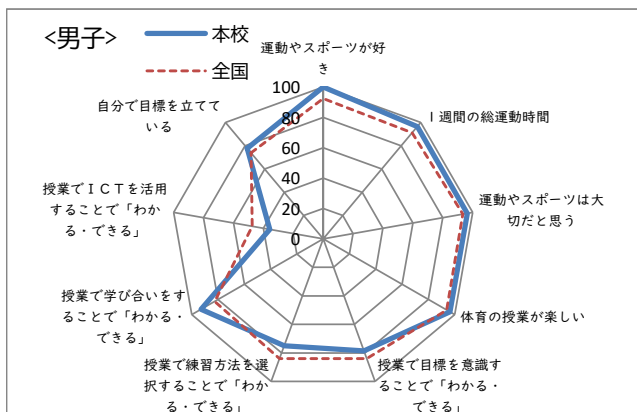 <男子>
本校
全国
運動やスポーツが好
き
1週間の総運動時間
運動やスポーツは大
切だと思う
体育の授業が楽しい
授業で目標を意識す
ることで「わかる・
できる」
授業で練習方法を選
択することで「わか
る・できる」
授業で学び合いをす
ることで「わかる・
できる」
授業でICTを活用
することで「わか
る・できる」
自分で目標を立てて
いる
100
80
60
40
20
0